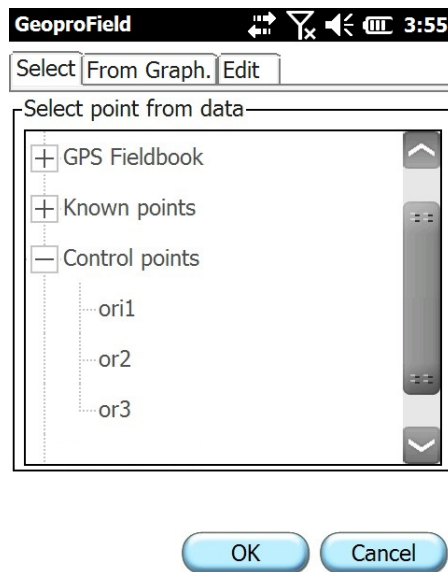 GeoproField 3:55
Select From Graph. Edit
Select point from data
GPS Fieldbook
Known points
Control points
ori1
or2
or3
OK Cancel